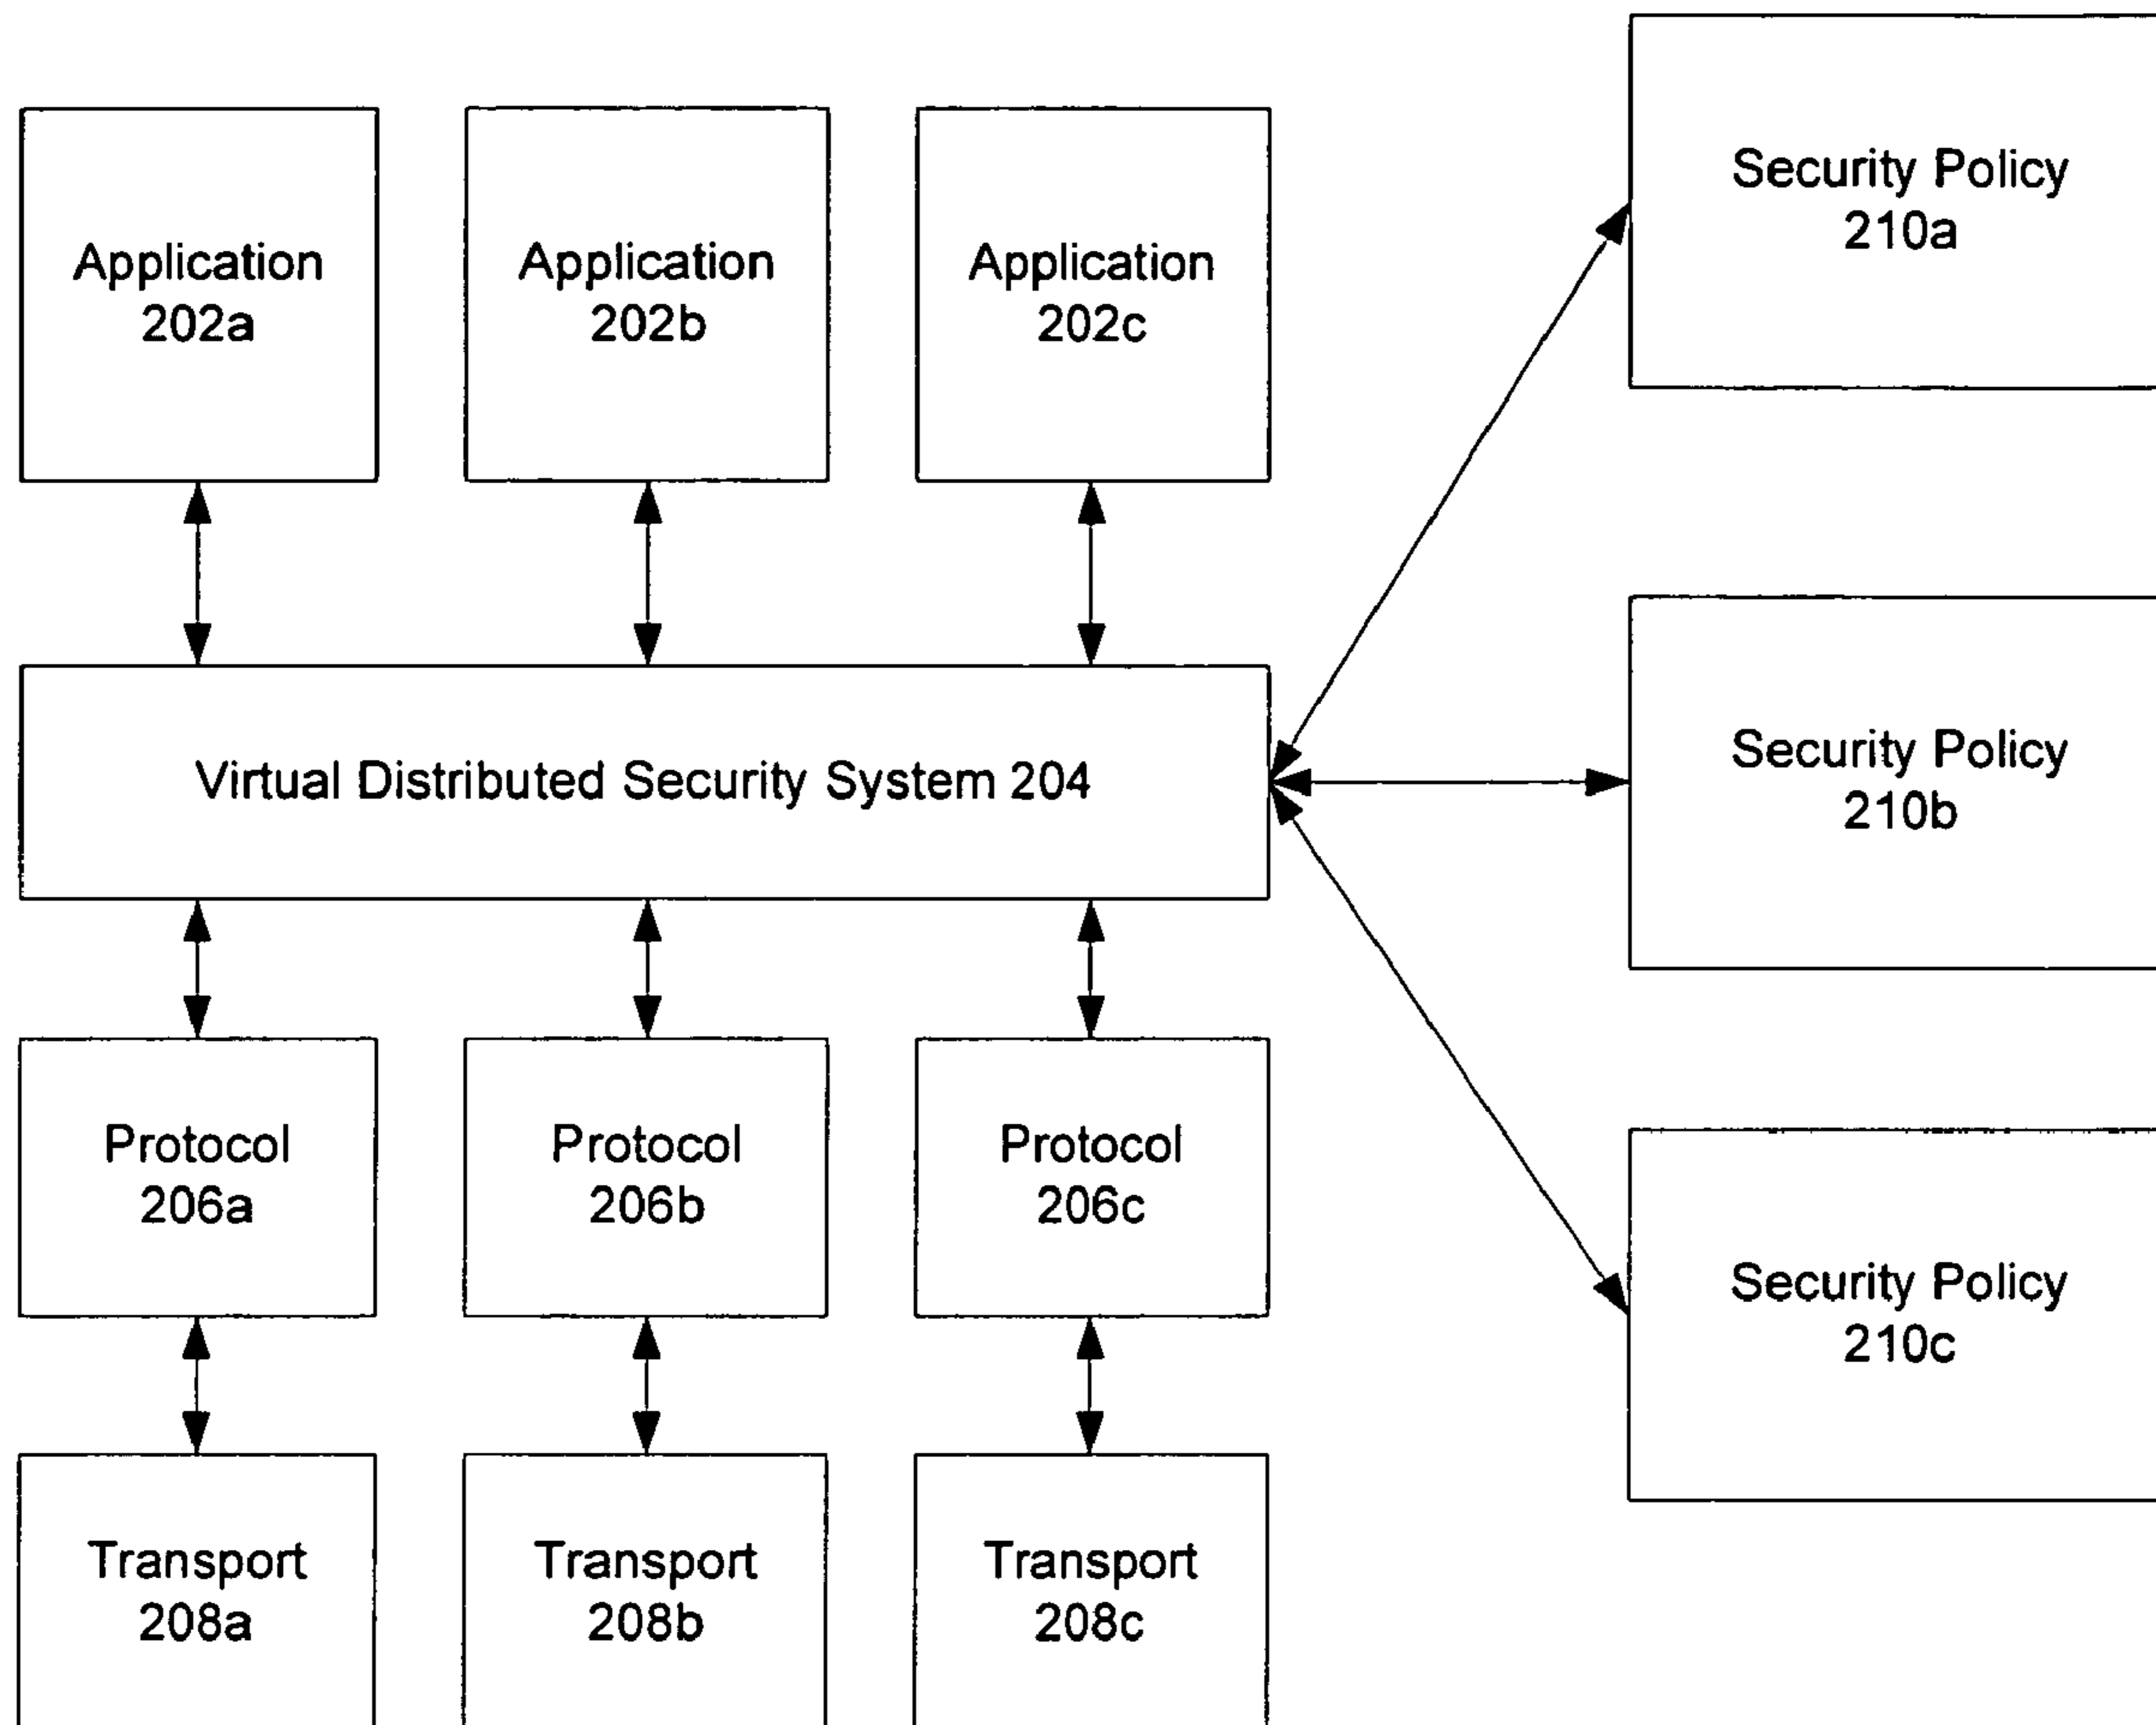 Application
202a
Application
202b
Application
202c
Security Policy
210a
Virtual Distributed Security System 204
Security Policy
210b
Protocol
206a
Protocol
206b
Protocol
206c
Security Policy
210c
Transport
208a
Transport
208b
Transport
208c